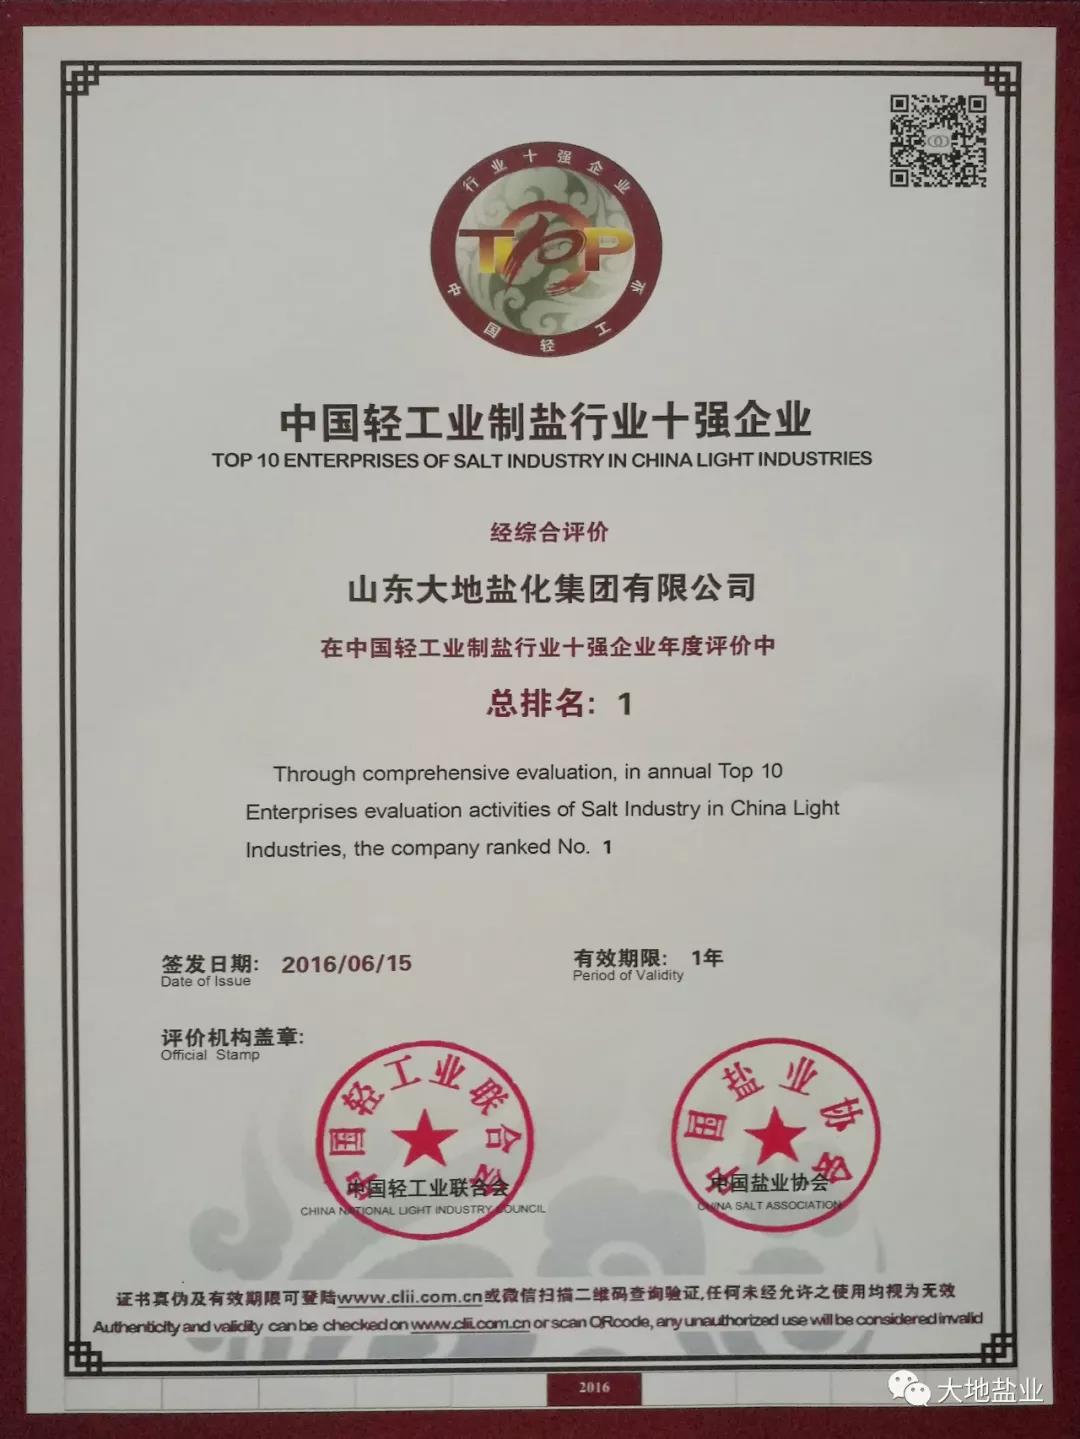 行业十强企业
TOP
中国轻工业
中国轻工业制盐行业十强企业
TOP 10 ENTERPRISES OF SALT INDUSTRY IN CHINA LIGHT INDUSTRIES
经综合评价
山东大地盐化集团有限公司
在中国轻工业制盐行业十强企业年度评价中
总排名: 1
Through comprehensive evaluation, in annual Top 10
Enterprises evaluation activities of Salt Industry in China Light
Industries, the company ranked No. 1
签发日期: 2016/06/15
Date of Issue
有效期限: 1年
Period of Validity
评价机构盖章:
Official Stamp
中国轻工业联合会
中国轻工业联合会
CHINA NATIONAL LIGHT INDUSTRY COUNCIL
中国盐业协会
中国盐业协会
CHINA SALT ASSOCIATION
证书真伪及有效期限可登陆www.clii.com.cn或微信扫描二维码查询验证,任何未经允许之使用均视为无效
Authenticity and validity can be checked on www.clii.com.cn or scan QRcode, any unauthorized use will be considered invalid
2016
大地盐业